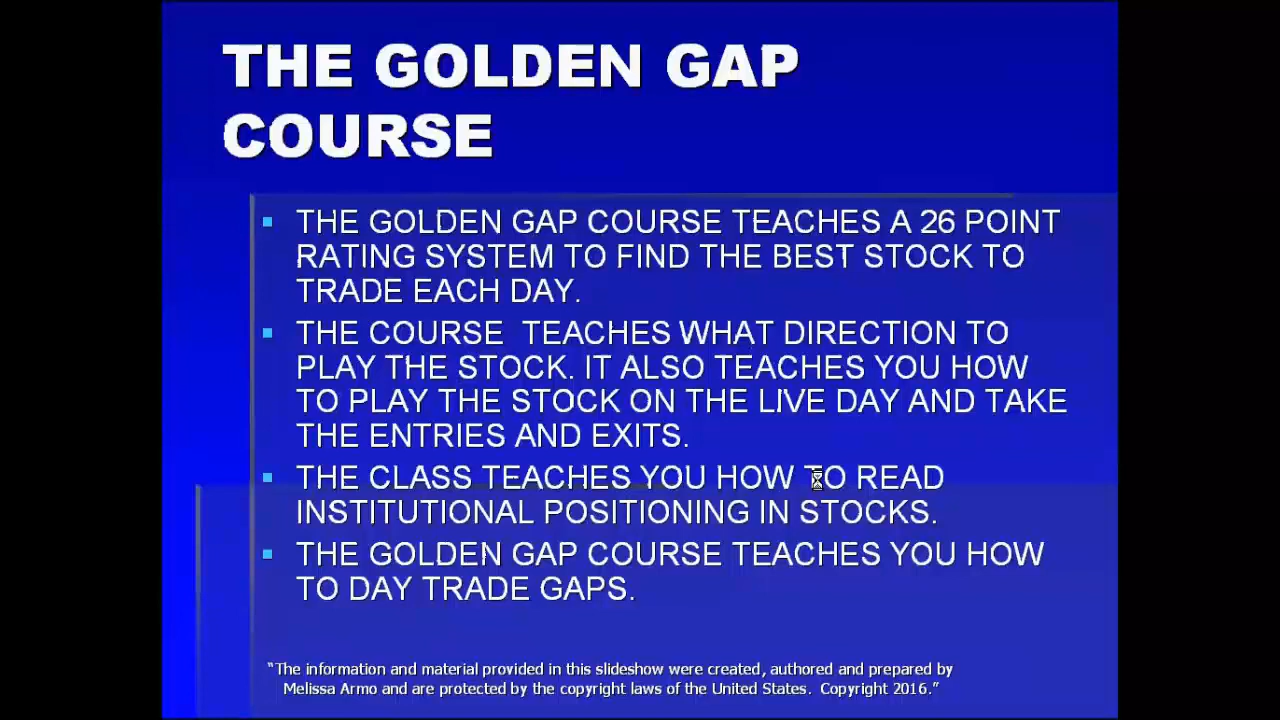 THE GOLDEN GAP
COURSE
THE GOLDEN GAP COURSE TEACHES A 26 POINT
RATING SYSTEM TO FIND THE BEST STOCK TO
TRADE EACH DAY.
THE COURSE TEACHES WHAT DIRECTION TO
PLAY THE STOCK. IT ALSO TEACHES YOU HOW
TO PLAY THE STOCK ON THE LIVE DAY AND TAKE
THE ENTRIES AND EXITS.
THE CLASS TEACHES YOU HOW TO READ
INSTITUTIONAL POSITIONING IN STOCKS.
THE GOLDEN GAP COURSE TEACHES YOU HOW
TO DAY TRADE GAPS.
“The information and material provided in this slideshow were created, authored and prepared by
Melissa Armo and are protected by the copyright laws of the United States. Copyright 2016.”